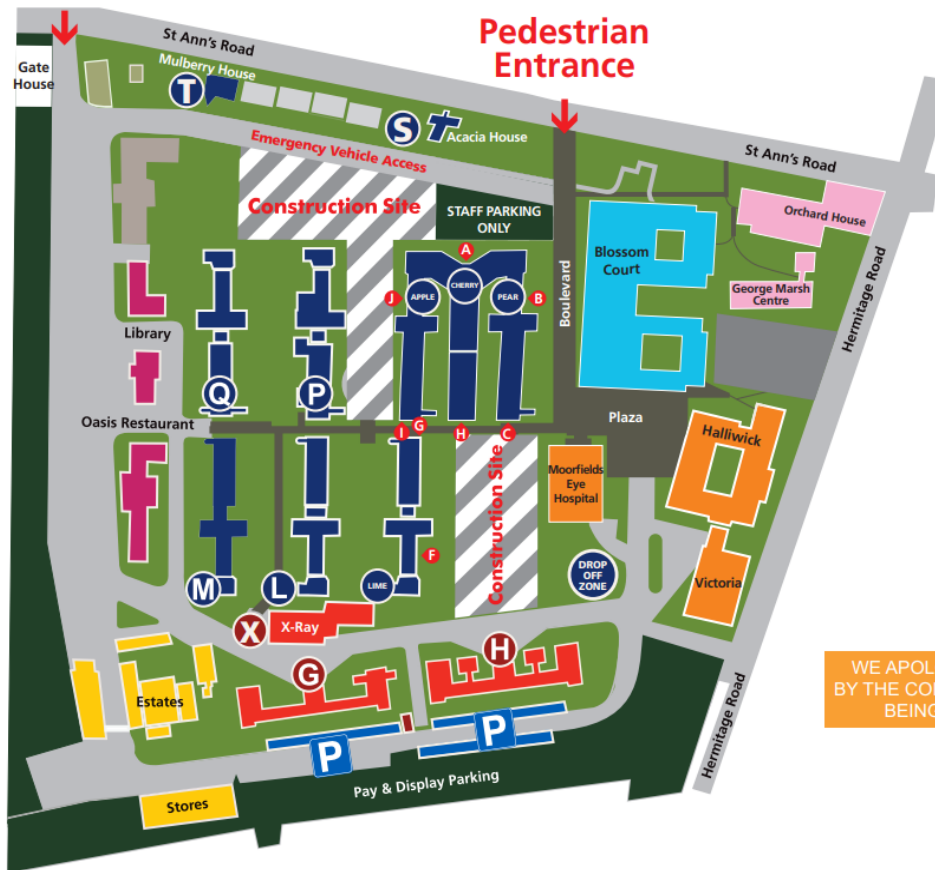 Pedestrian
Entrance
St Ann's Road
Gate
House
Mulberry House
T
S
Acacia House
Emergency Vehicle Access
St Ann's Road
Construction Site
STAFF PARKING
ONLY
Orchard House
Blossom
Court
A
CHERRY
J
APPLE
PEAR
B
George Marsh
Centre
Boulevard
Hermitage Road
Library
Q
P
Oasis Restaurant
Plaza
I
G
H
C
Halliwick
Construction Site
Moorfields
Eye
Hospital
F
M
L
LIME
DROP
OFF
ZONE
Victoria
X
X-Ray
H
G
Estates
WE APOL
BY THE CO
BEING
Hermitage Road
P
P
Pay & Display Parking
Stores